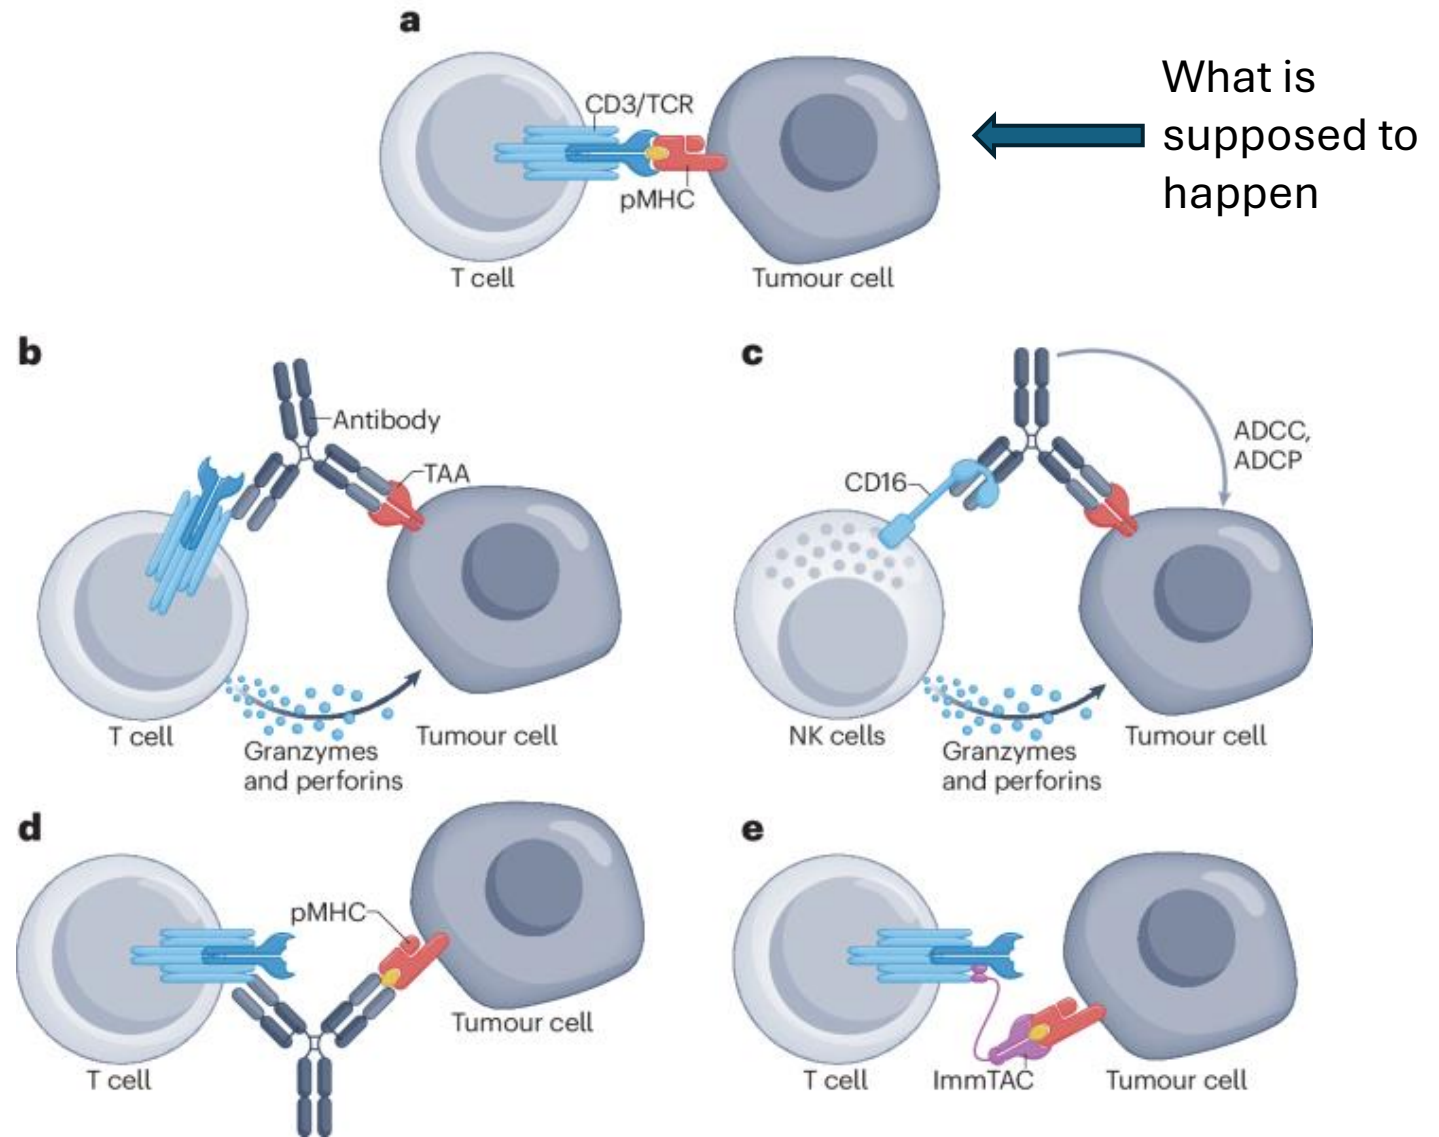 a
CD3/TCR
pMHC
T cell
Tumour cell
What is
supposed to
happen
b
Antibody
TAA
T cell
Granzymes
and perforins
Tumour cell
c
ADCC,
ADCP
CD16
NK cells
Granzymes
and perforins
Tumour cell
d
pMHC
Tumour cell
T cell
e
T cell
ImmTAC
Tumour cell